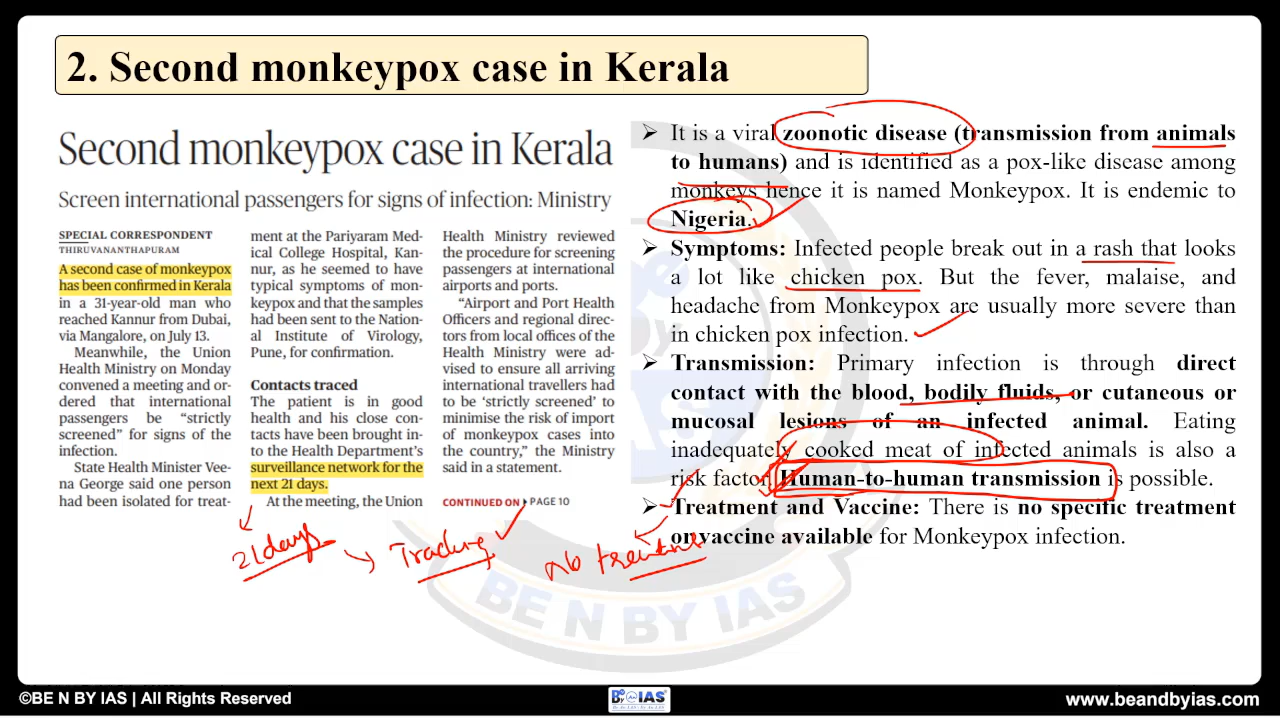 2. Second monkeypox case in Kerala
Second monkeypox case in Kerala
Screen international passengers for signs of infection: Ministry
SPECIAL CORRESPONDENT
THIRUVANANTHAPURAM
A second case of monkeypox
has been confirmed in Kerala
in a 31-year-old man who
reached Kannur from Dubai,
via Mangalore, on July 13.
Meanwhile, the Union
Health Ministry on Monday
convened a meeting and or-
dered that international
passengers be “strictly
screened” for signs of the
infection.
State Health Minister Vee-
na George said one person
had been isolated for treat-
ment at the Pariyaram Med-
ical College Hospital, Kan-
nur, as he seemed to have
typical symptoms of mon-
keypox and that the samples
had been sent to the Nation-
al Institute of Virology,
Pune, for confirmation.
Contacts traced
The patient is in good
health and his close con-
tacts have been brought in-
to the Health Department’s
surveillance network for the
next 21 days.
At the meeting, the Union
Health Ministry reviewed
the procedure for screening
passengers at international
airports and ports.
“Airport and Port Health
Officers and regional direc-
tors from local offices of the
Health Ministry were ad-
vised to ensure all arriving
international travellers had
to be ‘strictly screened’ to
minimise the risk of import
of monkeypox cases into
the country,” the Ministry
said in a statement.
CONTINUED ON PAGE 10
21 days
Tracking
no treatment
➢ It is a viral zoonotic disease (transmission from animals
to humans) and is identified as a pox-like disease among
monkeys hence it is named Monkeypox. It is endemic to
Nigeria.
➢ Symptoms: Infected people break out in a rash that looks
a lot like chicken pox. But the fever, malaise, and
headache from Monkeypox are usually more severe than
in chicken pox infection.
➢ Transmission: Primary infection is through direct
contact with the blood, bodily fluids, or cutaneous or
mucosal lesions of an infected animal. Eating
inadequately cooked meat of infected animals is also a
risk factor. Human-to-human transmission is possible.
➢ Treatment and Vaccine: There is no specific treatment
or vaccine available for Monkeypox infection.
BE N BY IAS
©BE N BY IAS | All Rights Reserved
www.beandbyias.com